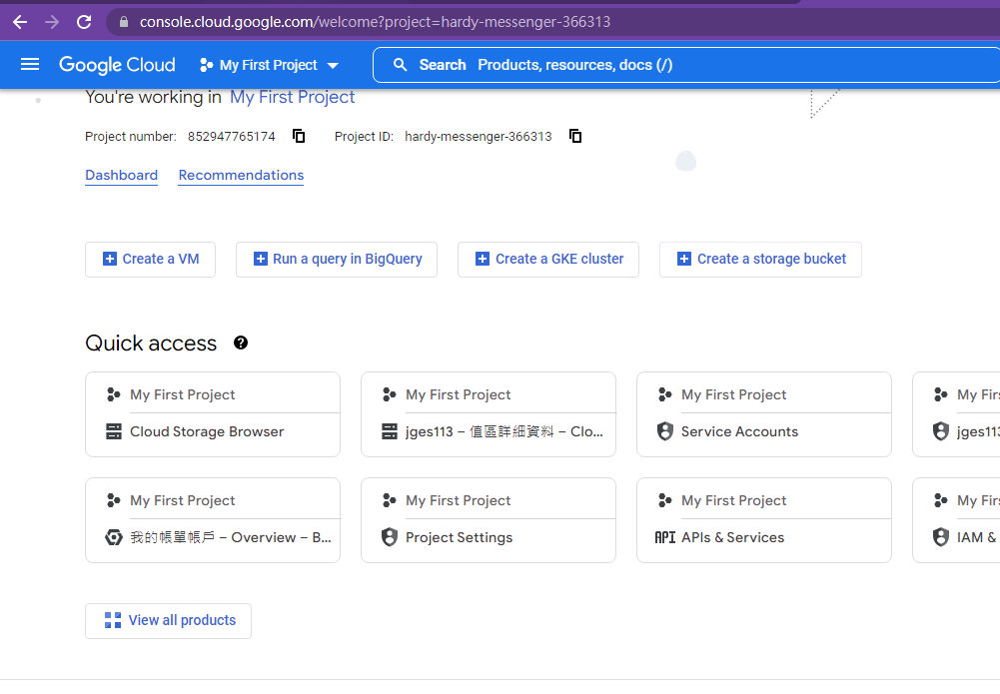 console.cloud.google.com/welcome?project=hardy-messenger-366313
Google Cloud My First Project Search Products, resources, docs (/)
You're working in My First Project
Project number: 852947765174 Project ID: hardy-messenger-366313
Dashboard Recommendations
Create a VM Run a query in BigQuery Create a GKE cluster Create a storage bucket
Quick access
My First Project My First Project My First Project My Firs
Cloud Storage Browser jges113 – 值區詳細資料 – Clo... Service Accounts jges113
My First Project My First Project My First Project My Firs
我的帳單帳戶 – Overview – B... Project Settings API APIs & Services IAM &
View all products